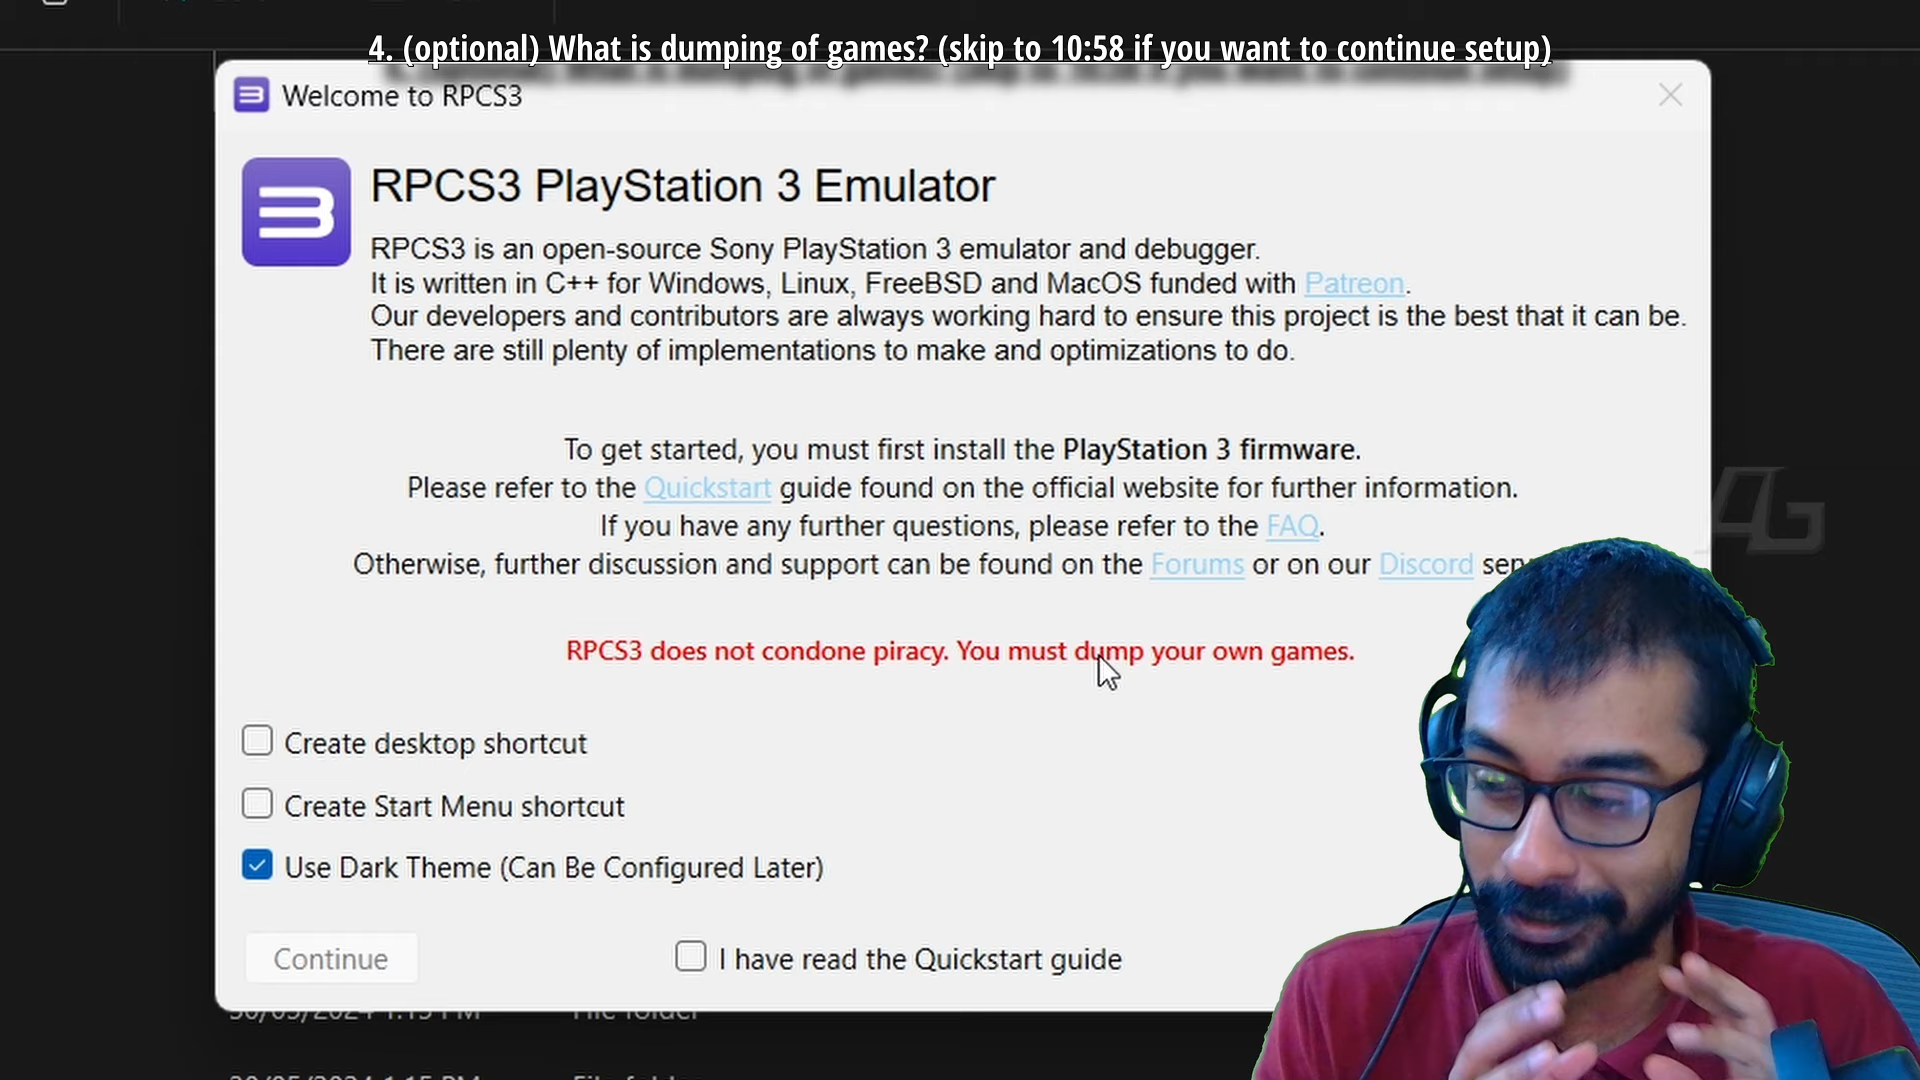 4. (optional) What is dumping of games? (skip to 10:58 if you want to continue setup)
Welcome to RPCS3
RPCS3 PlayStation 3 Emulator
RPCS3 is an open-source Sony PlayStation 3 emulator and debugger.
It is written in C++ for Windows, Linux, FreeBSD and MacOS funded with Patreon.
Our developers and contributors are always working hard to ensure this project is the best that it can be.
There are still plenty of implementations to make and optimizations to do.
To get started, you must first install the PlayStation 3 firmware.
Please refer to the Quickstart guide found on the official website for further information.
If you have any further questions, please refer to the FAQ.
Otherwise, further discussion and support can be found on the Forums or on our Discord
4G
RPCS3 does not condone piracy. You must dump your own games.
Create desktop shortcut
Create Start Menu shortcut
Use Dark Theme (Can Be Configured Later)
Continue
I have read the Quickstart guide